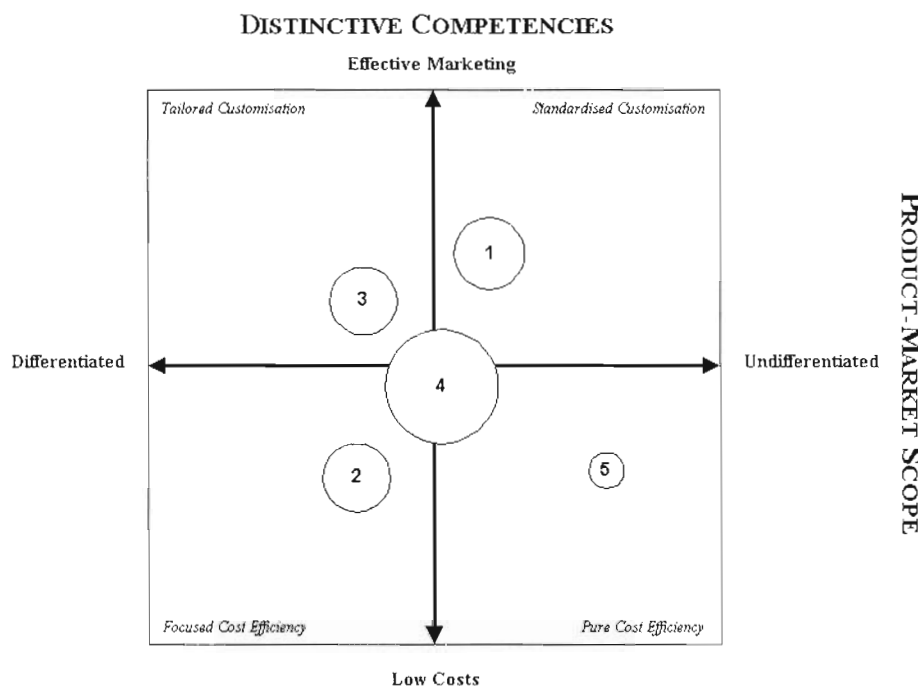 DISTINCTIVE COMPETENCIES
Effective Marketing
Tailored Customisation
Standardised Customisation
1
3
Differentiated
4
Undifferentiated
2
5
Focused Cost Efficiency
Pure Cost Efficiency
Low Costs
PRODUCT-MARKET SCOPE